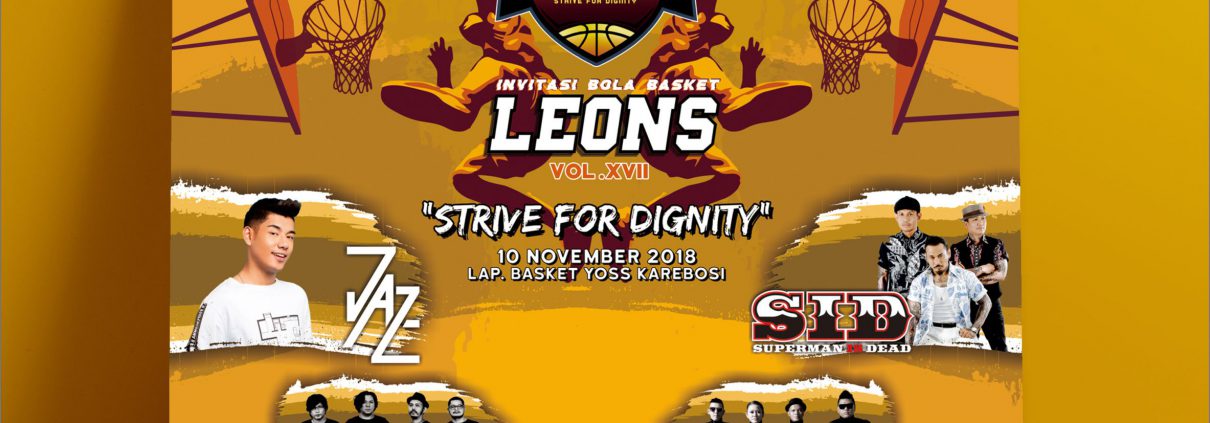 STRIVE FOR DIGNITY
INVITASI BOLA BASKET
LEONS
VOL .XVII
"STRIVE FOR DIGNITY"
10 NOVEMBER 2018
LAP. BASKET YOSS KAREBOSI
JAZ
SID
SUPERMAN IS DEAD